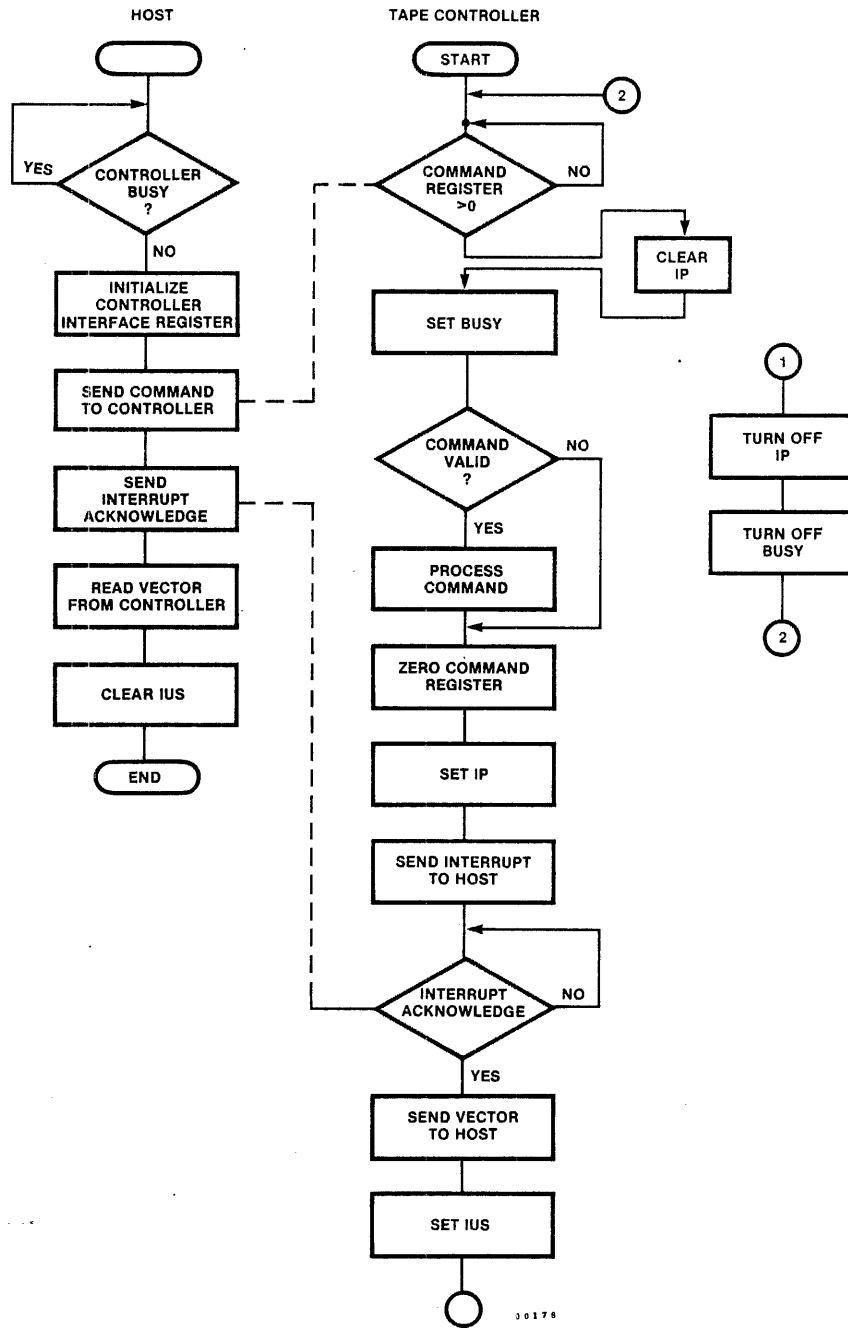 HOST
CONTROLLER
BUSY
?
YES
NO
INITIALIZE
CONTROLLER
INTERFACE REGISTER
SEND COMMAND
TO CONTROLLER
SEND
INTERRUPT
ACKNOWLEDGE
READ VECTOR
FROM CONTROLLER
CLEAR IUS
END
TAPE CONTROLLER
START
2
COMMAND
REGISTER
>0
NO
CLEAR
IP
SET BUSY
COMMAND
VALID
?
NO
YES
PROCESS
COMMAND
ZERO COMMAND
REGISTER
SET IP
SEND INTERRUPT
TO HOST
INTERRUPT
ACKNOWLEDGE
NO
YES
SEND VECTOR
TO HOST
SET IUS
1
TURN OFF
IP
TURN OFF
BUSY
2
00176